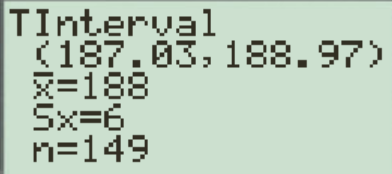 TInterval
(187.03,188.97)
x̄=188
Sx=6
n=149